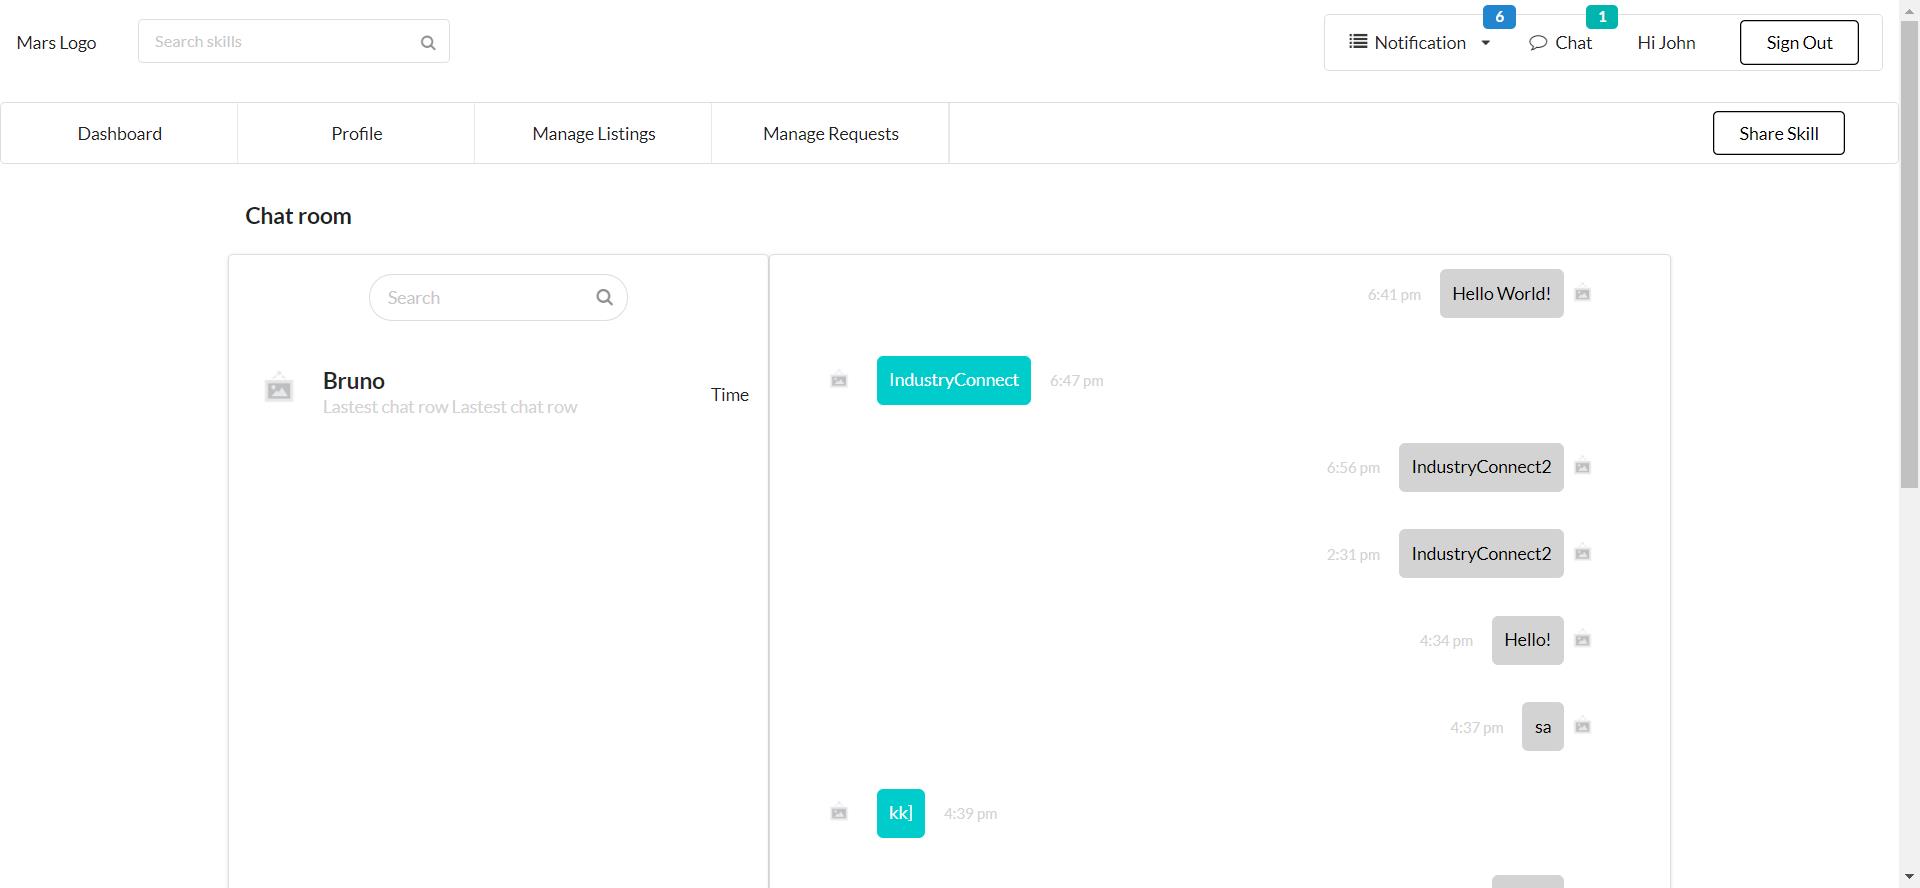 Mars Logo
Search skills
Notification
6
Chat
1
Hi John
Sign Out
Dashboard
Profile
Manage Listings
Manage Requests
Share Skill
Chat room
Search
Bruno
Lastest chat row Lastest chat row
Time
6:41 pm
Hello World!
IndustryConnect
6:47 pm
6:56 pm
IndustryConnect2
2:31 pm
IndustryConnect2
4:34 pm
Hello!
4:37 pm
sa
kk]
4:39 pm